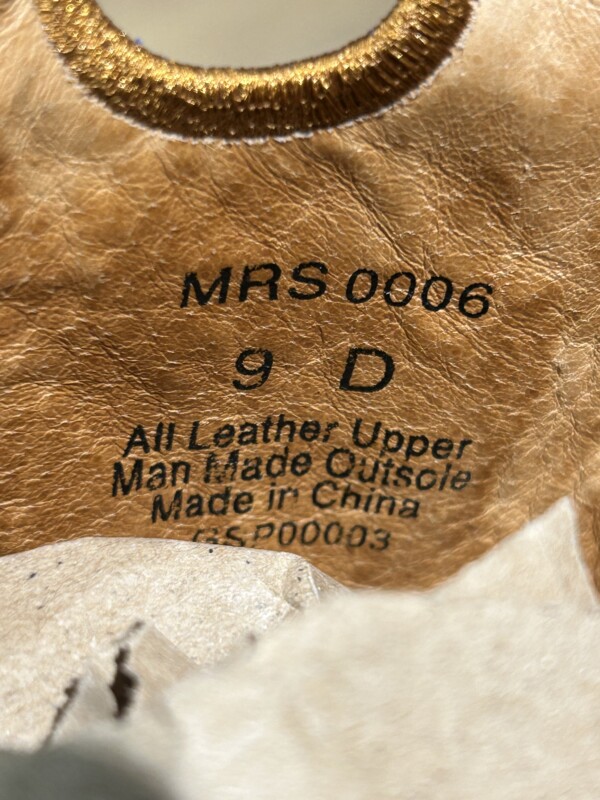 MRS 0006
9 D
All Leather Upper
Man Made Outsole
Made in China
GSP00003